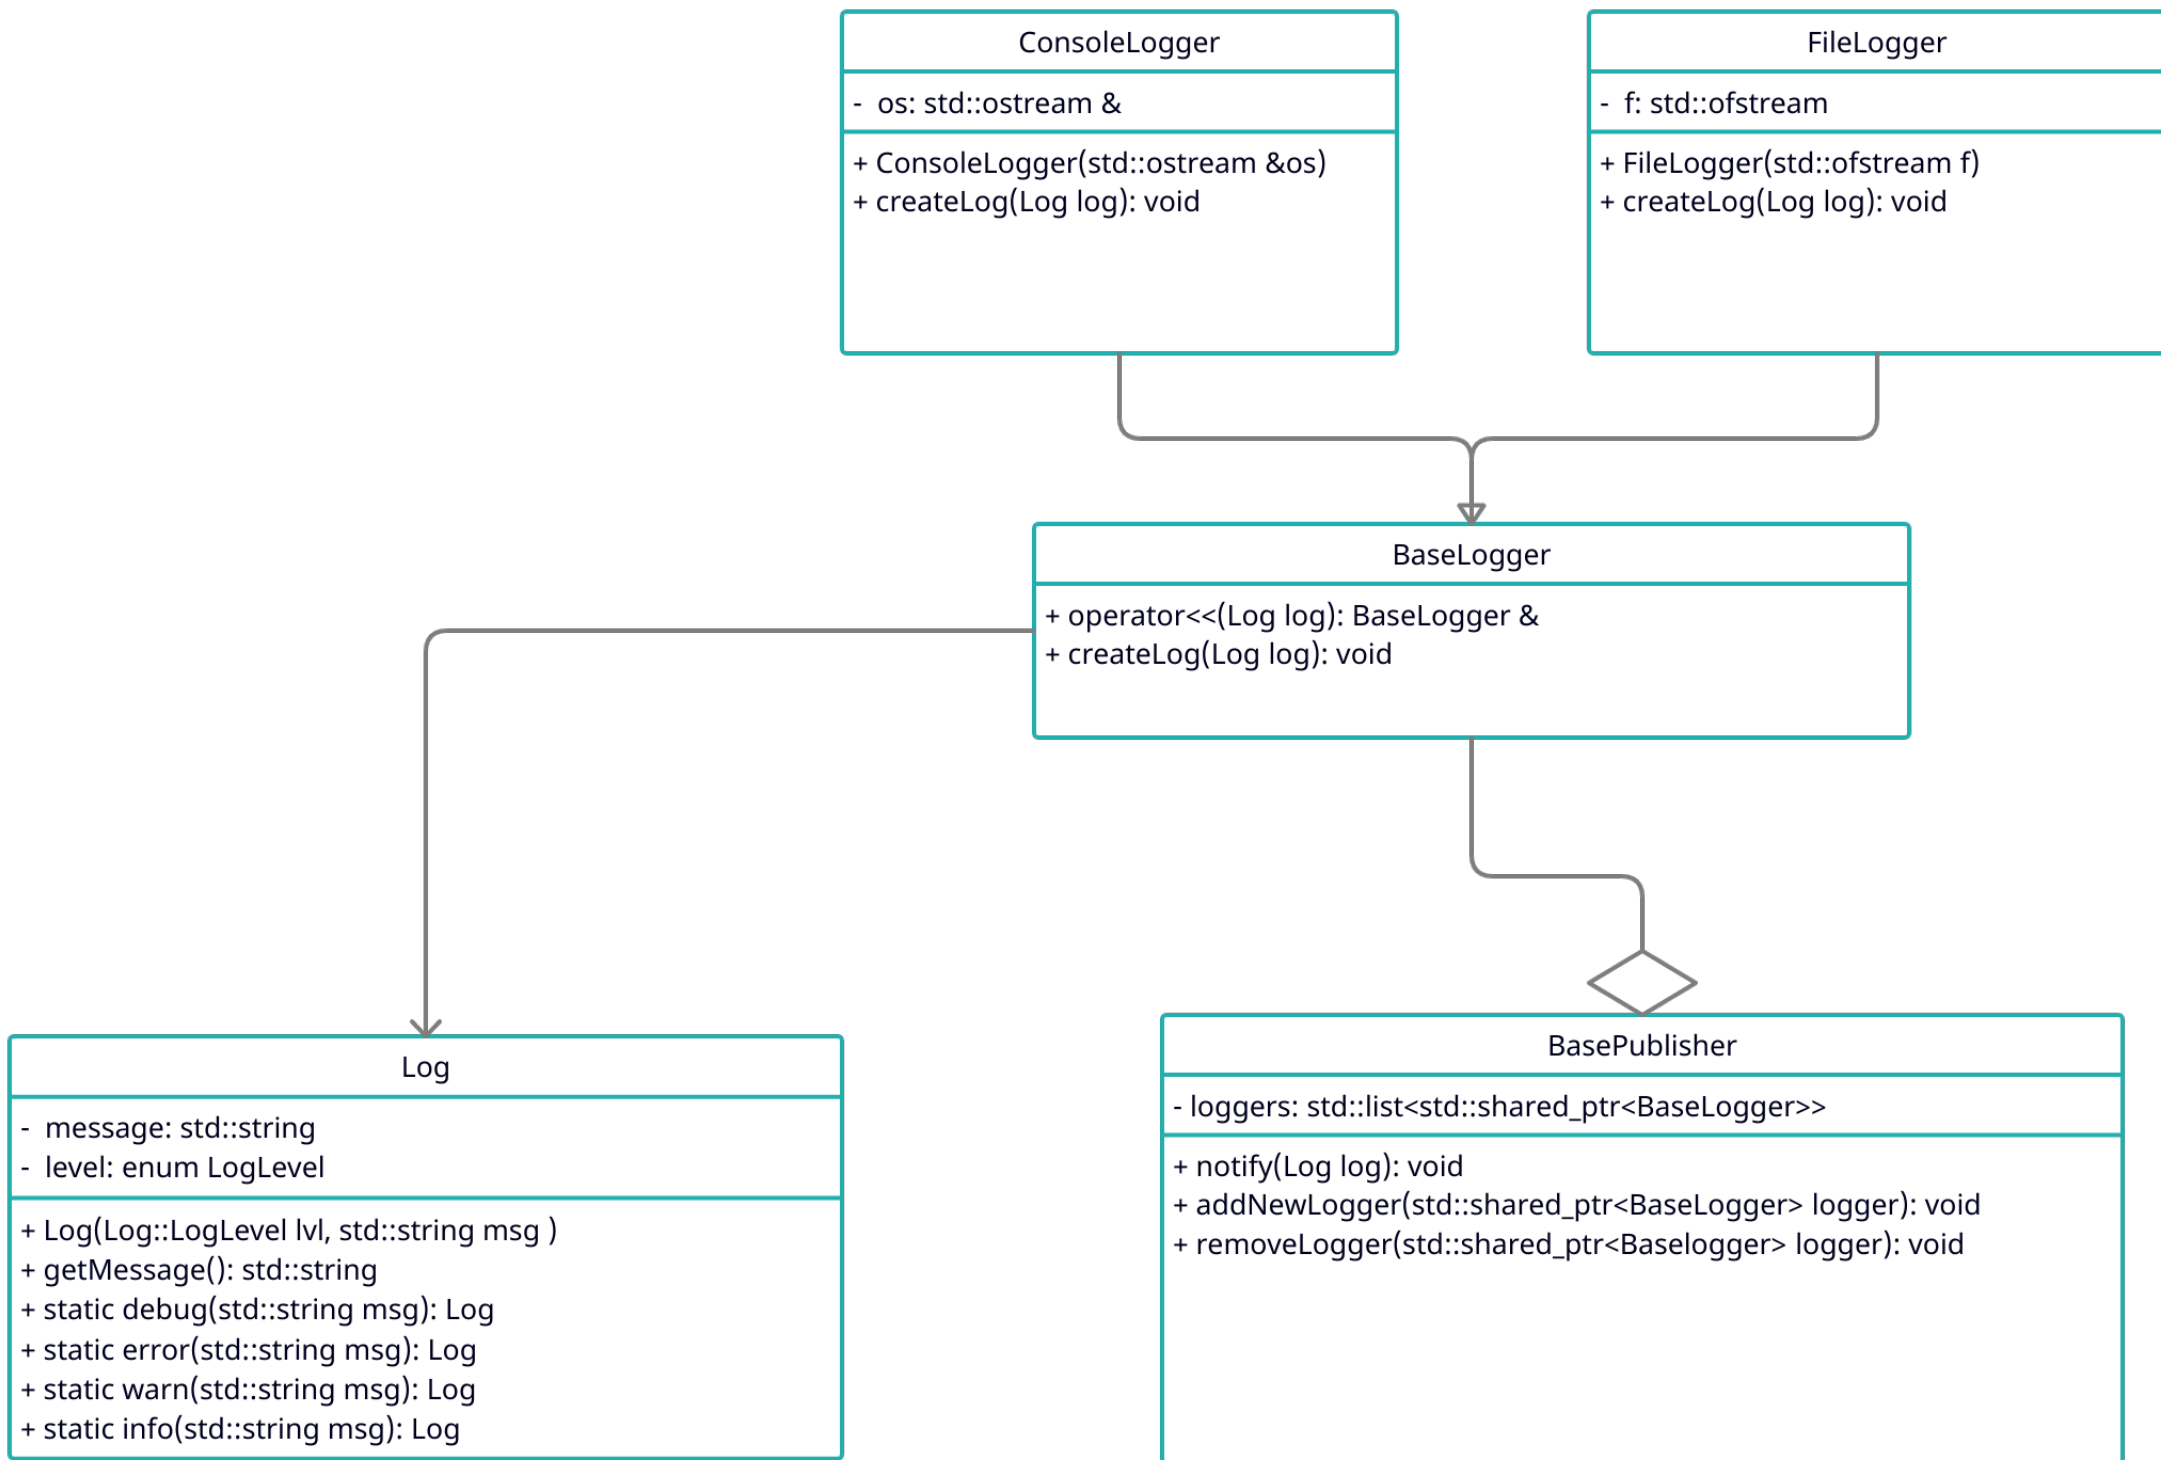 ConsoleLogger
- os: std::ostream &
+ ConsoleLogger(std::ostream &os)
+ createLog(Log log): void
FileLogger
- f: std::ofstream
+ FileLogger(std::ofstream f)
+ createLog(Log log): void
BaseLogger
+ operator<<(Log log): BaseLogger &
+ createLog(Log log): void
Log
- message: std::string
- level: enum LogLevel
+ Log(Log::LogLevel lvl, std::string msg )
+ getMessage(): std::string
+ static debug(std::string msg): Log
+ static error(std::string msg): Log
+ static warn(std::string msg): Log
+ static info(std::string msg): Log
BasePublisher
- loggers: std::list<std::shared_ptr<BaseLogger>>
+ notify(Log log): void
+ addNewLogger(std::shared_ptr<BaseLogger> logger): void
+ removeLogger(std::shared_ptr<Baselogger> logger): void